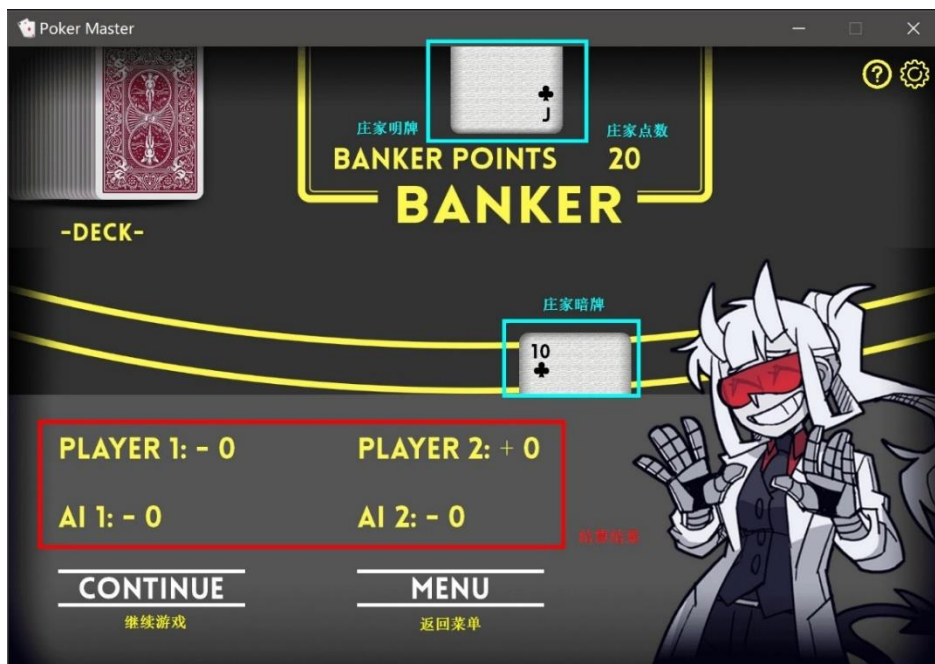 Poker Master
?
J
庄家明牌
庄家点数
BANKER POINTS 20
BANKER
-DECK-
庄家暗牌
10
PLAYER 1: - 0
PLAYER 2: + 0
AI 1: - 0
AI 2: - 0
CONTINUE
MENU
继续游戏
返回菜单